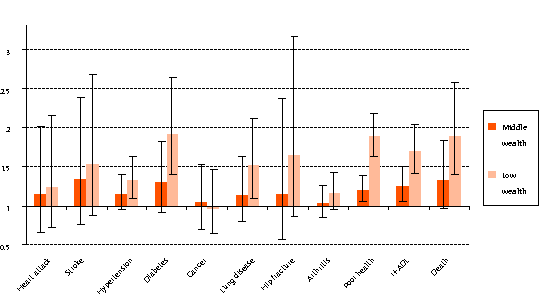 3
2.5
2
1.5
1
0.5
Heart attack
Stroke
Hypertension
Diabetes
Cancer
Lung disease
Hip fracture
Arthritis
Poor health
I+ADL
Death
Middle
wealth
Low
wealth